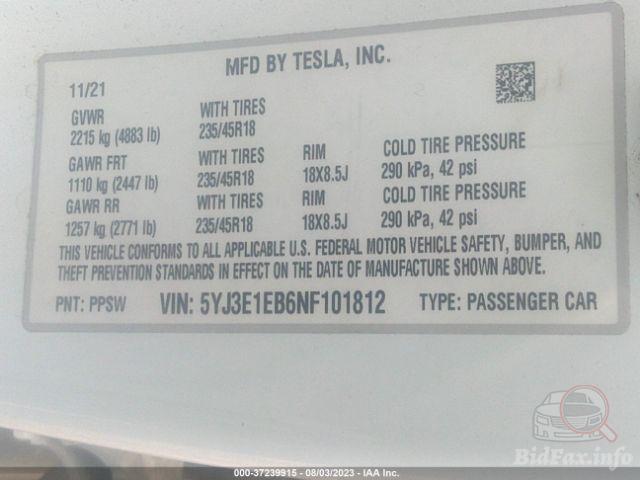 MFD BY TESLA, INC.
11/21
GVWR WITH TIRES
2215 kg (4883 lb) 235/45R18
GAWR FRT WITH TIRES RIM COLD TIRE PRESSURE
1110 kg (2447 lb) 235/45R18 18X8.5J 290 kPa, 42 psi
GAWR RR WITH TIRES RIM COLD TIRE PRESSURE
1257 kg (2771 lb) 235/45R18 18X8.5J 290 kPa, 42 psi
THIS VEHICLE CONFORMS TO ALL APPLICABLE U.S. FEDERAL MOTOR VEHICLE SAFETY, BUMPER, AND
THEFT PREVENTION STANDARDS IN EFFECT ON THE DATE OF MANUFACTURE SHOWN ABOVE.
PNT: PPSW VIN: 5YJ3E1EB6NF101812 TYPE: PASSENGER CAR
BidFax.info
000-37239915 - 08/03/2023 - IAA Inc.